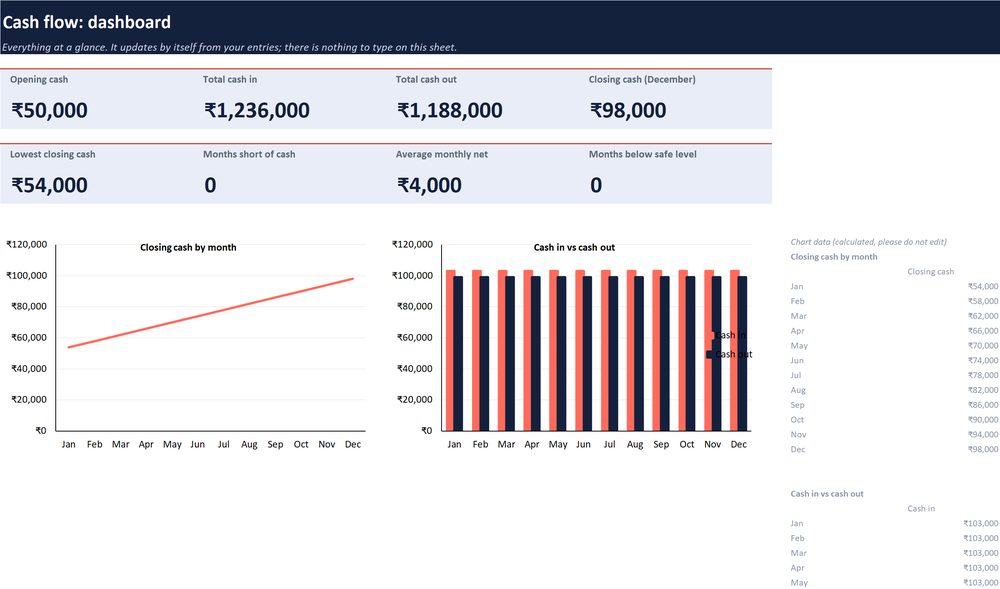 Cash flow: dashboard
Everything at a glance. It updates by itself from your entries; there is nothing to type on this sheet.
Opening cash Total cash in Total cash out Closing cash (December)
₹50,000 ₹1,236,000 ₹1,188,000 ₹98,000
Lowest closing cash Months short of cash Average monthly net Months below safe level
₹54,000 0 ₹4,000 0
Closing cash by month
₹120,000
₹100,000
₹80,000
₹60,000
₹40,000
₹20,000
₹0
Jan Feb Mar Apr May Jun Jul Aug Sep Oct Nov Dec
Cash in vs cash out
₹120,000
₹100,000
₹80,000
₹60,000
₹40,000
₹20,000
₹0
Jan Feb Mar Apr May Jun Jul Aug Sep Oct Nov Dec
Cash in
Cash out
Chart data (calculated, please do not edit)
Closing cash by month
Closing cash
Jan ₹54,000
Feb ₹58,000
Mar ₹62,000
Apr ₹66,000
May ₹70,000
Jun ₹74,000
Jul ₹78,000
Aug ₹82,000
Sep ₹86,000
Oct ₹90,000
Nov ₹94,000
Dec ₹98,000
Cash in vs cash out
Cash in
Jan ₹103,000
Feb ₹103,000
Mar ₹103,000
Apr ₹103,000
May ₹103,000